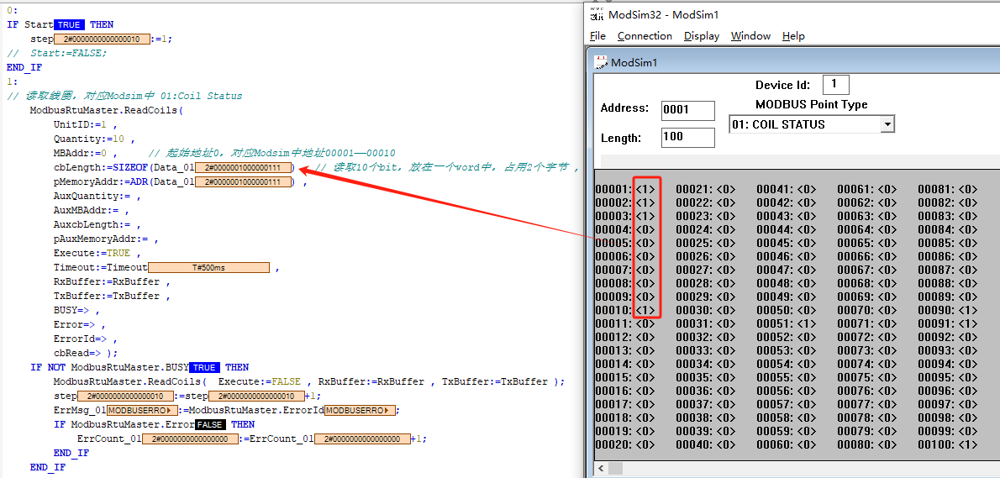 0:
IF Start TRUE THEN
step 2#0000000000000010 :=1;
// Start:=FALSE;
END_IF
1:
// 读取线圈, 对应Modsim中 01:Coil Status
ModbusRtuMaster.ReadCoils(
UnitID:=1 ,
Quantity:=10 ,
MBAddr:=0 , // 起始地址0, 对应Modsim中地址00001——00010
cbLength:=SIZEOF(Data_01 2#0000001000000111 ) , // 读取10个bit, 放在一个word中, 占用2个字节 ,
pMemoryAddr:=ADR(Data_01 2#0000001000000111 ) ,
AuxQuantity:= ,
AuxMBAddr:= ,
AuxcbLength:= ,
pAuxMemoryAddr:= ,
Execute:=TRUE ,
Timeout:=Timeout T#500ms ,
RxBuffer:=RxBuffer ,
TxBuffer:=TxBuffer ,
BUSY=> ,
Error=> ,
ErrorId=> ,
cbRead=> );
IF NOT ModbusRtuMaster.BUSY TRUE THEN
ModbusRtuMaster.ReadCoils( Execute:=FALSE , RxBuffer:=RxBuffer , TxBuffer:=TxBuffer );
step 2#0000000000000010 :=step 2#0000000000000010 +1;
ErrMsg_01 MODBUSERRO :=ModbusRtuMaster.ErrorId MODBUSERRO ;
IF ModbusRtuMaster.Error FALSE THEN
ErrCount_01 2#0000000000000000 :=ErrCount_01 2#0000000000000000 +1;
END_IF
END_IF
ModSim32 - ModSim1
File Connection Display Window Help
ModSim1
Device Id: 1
Address: 0001
MODBUS Point Type
01: COIL STATUS
Length: 100
00001: <1> 00021: <0> 00041: <0> 00061: <0> 00081: <0>
00002: <1> 00022: <0> 00042: <0> 00062: <0> 00082: <0>
00003: <1> 00023: <0> 00043: <0> 00063: <0> 00083: <0>
00004: <0> 00024: <0> 00044: <0> 00064: <0> 00084: <0>
00005: <0> 00025: <0> 00045: <0> 00065: <0> 00085: <0>
00006: <0> 00026: <0> 00046: <0> 00066: <0> 00086: <0>
00007: <0> 00027: <0> 00047: <0> 00067: <0> 00087: <0>
00008: <0> 00028: <0> 00048: <0> 00068: <0> 00088: <0>
00009: <0> 00029: <0> 00049: <0> 00069: <0> 00089: <0>
00010: <1> 00030: <0> 00050: <0> 00070: <0> 00090: <1>
00011: <0> 00031: <0> 00051: <1> 00071: <0> 00091: <1>
00012: <0> 00032: <0> 00052: <0> 00072: <0> 00092: <0>
00013: <0> 00033: <0> 00053: <0> 00073: <0> 00093: <0>
00014: <0> 00034: <0> 00054: <0> 00074: <0> 00094: <0>
00015: <0> 00035: <0> 00055: <0> 00075: <0> 00095: <0>
00016: <0> 00036: <0> 00056: <0> 00076: <0> 00096: <0>
00017: <0> 00037: <0> 00057: <0> 00077: <0> 00097: <0>
00018: <0> 00038: <0> 00058: <0> 00078: <0> 00098: <0>
00019: <0> 00039: <0> 00059: <0> 00079: <0> 00099: <0>
00020: <0> 00040: <0> 00060: <0> 00080: <0> 00100: <1>